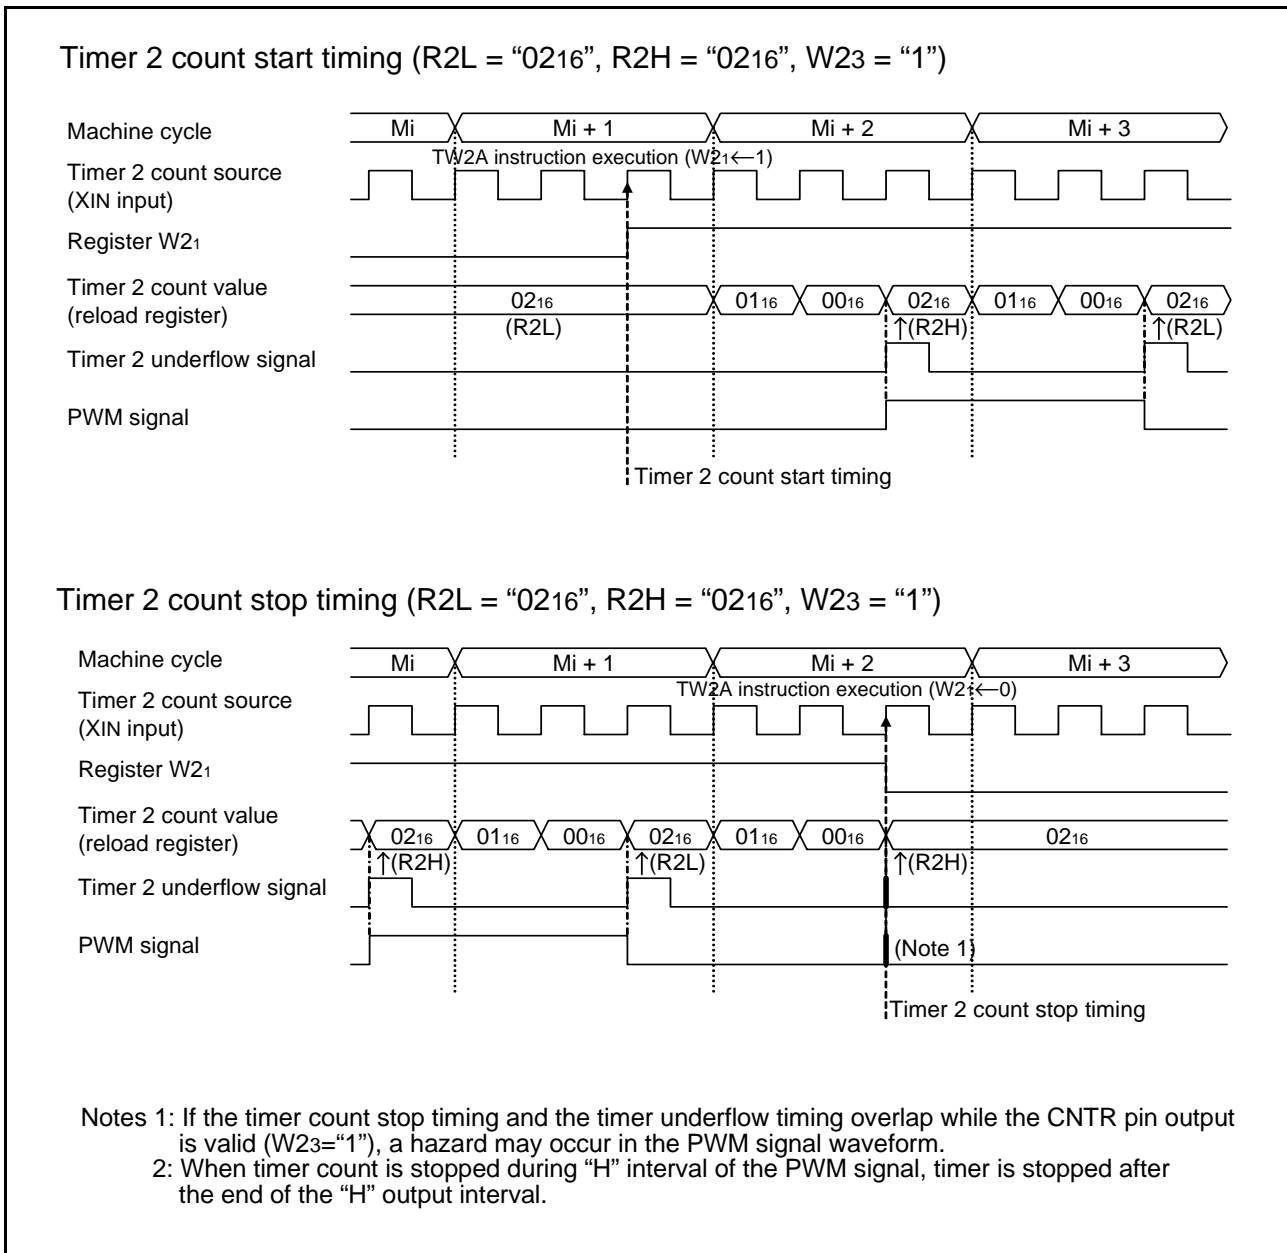 Timer 2 count start timing (R2L = “0216”, R2H = “0216”, W23 = “1”)
Machine cycle
Mi
Mi + 1
Mi + 2
Mi + 3
TW2A instruction execution (W21←1)
Timer 2 count source
(XIN input)
Register W21
Timer 2 count value
(reload register)
0216
(R2L)
0116
0016
0216
0116
0016
0216
↑(R2H)
↑(R2L)
Timer 2 underflow signal
PWM signal
Timer 2 count start timing
Timer 2 count stop timing (R2L = “0216”, R2H = “0216”, W23 = “1”)
Machine cycle
Mi
Mi + 1
Mi + 2
Mi + 3
TW2A instruction execution (W21←0)
Timer 2 count source
(XIN input)
Register W21
Timer 2 count value
(reload register)
0216
0116
0016
0216
0116
0016
0216
↑(R2H)
↑(R2L)
↑(R2H)
Timer 2 underflow signal
PWM signal
(Note 1)
Timer 2 count stop timing
Notes 1: If the timer count stop timing and the timer underflow timing overlap while the CNTR pin output
is valid (W23=“1”), a hazard may occur in the PWM signal waveform.
2: When timer count is stopped during “H” interval of the PWM signal, timer is stopped after
the end of the “H” output interval.